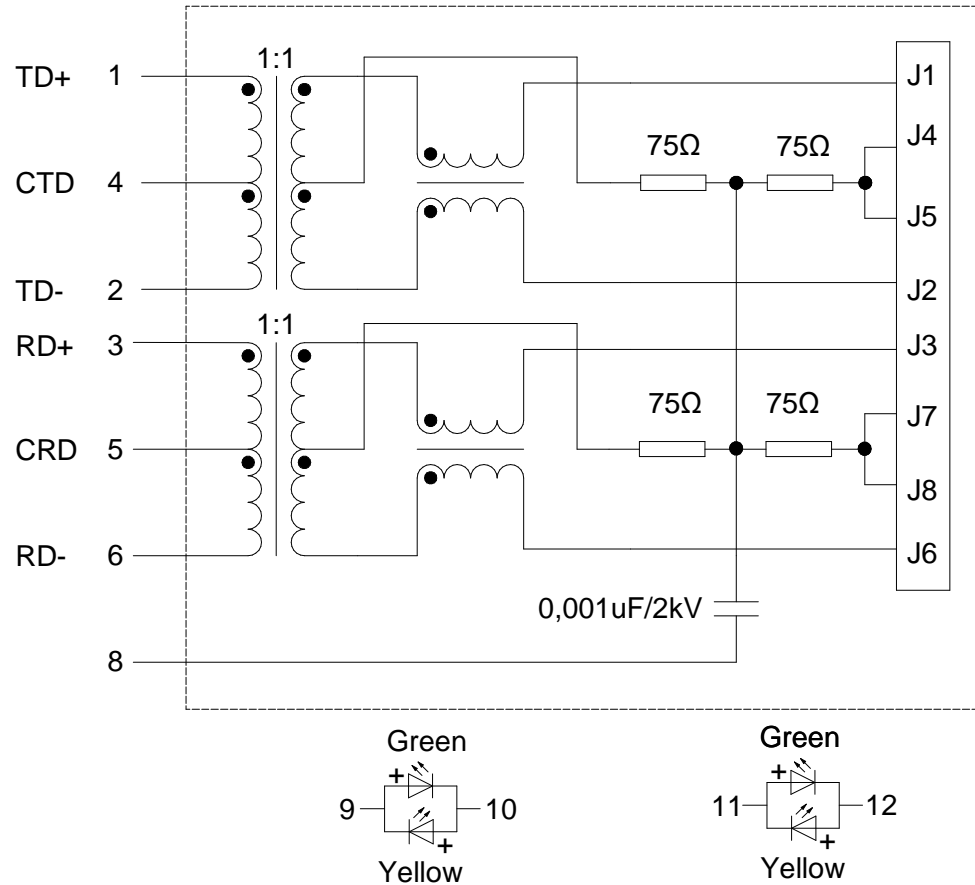 1:1
TD+ 1
J1
J4
75Ω 75Ω
CTD 4
J5
TD- 2
J2
1:1
RD+ 3
J3
75Ω 75Ω
J7
CRD 5
J8
RD- 6
J6
0,001uF/2kV
8
Green
Green
+
+
9 10
11 12
+
+
Yellow
Yellow